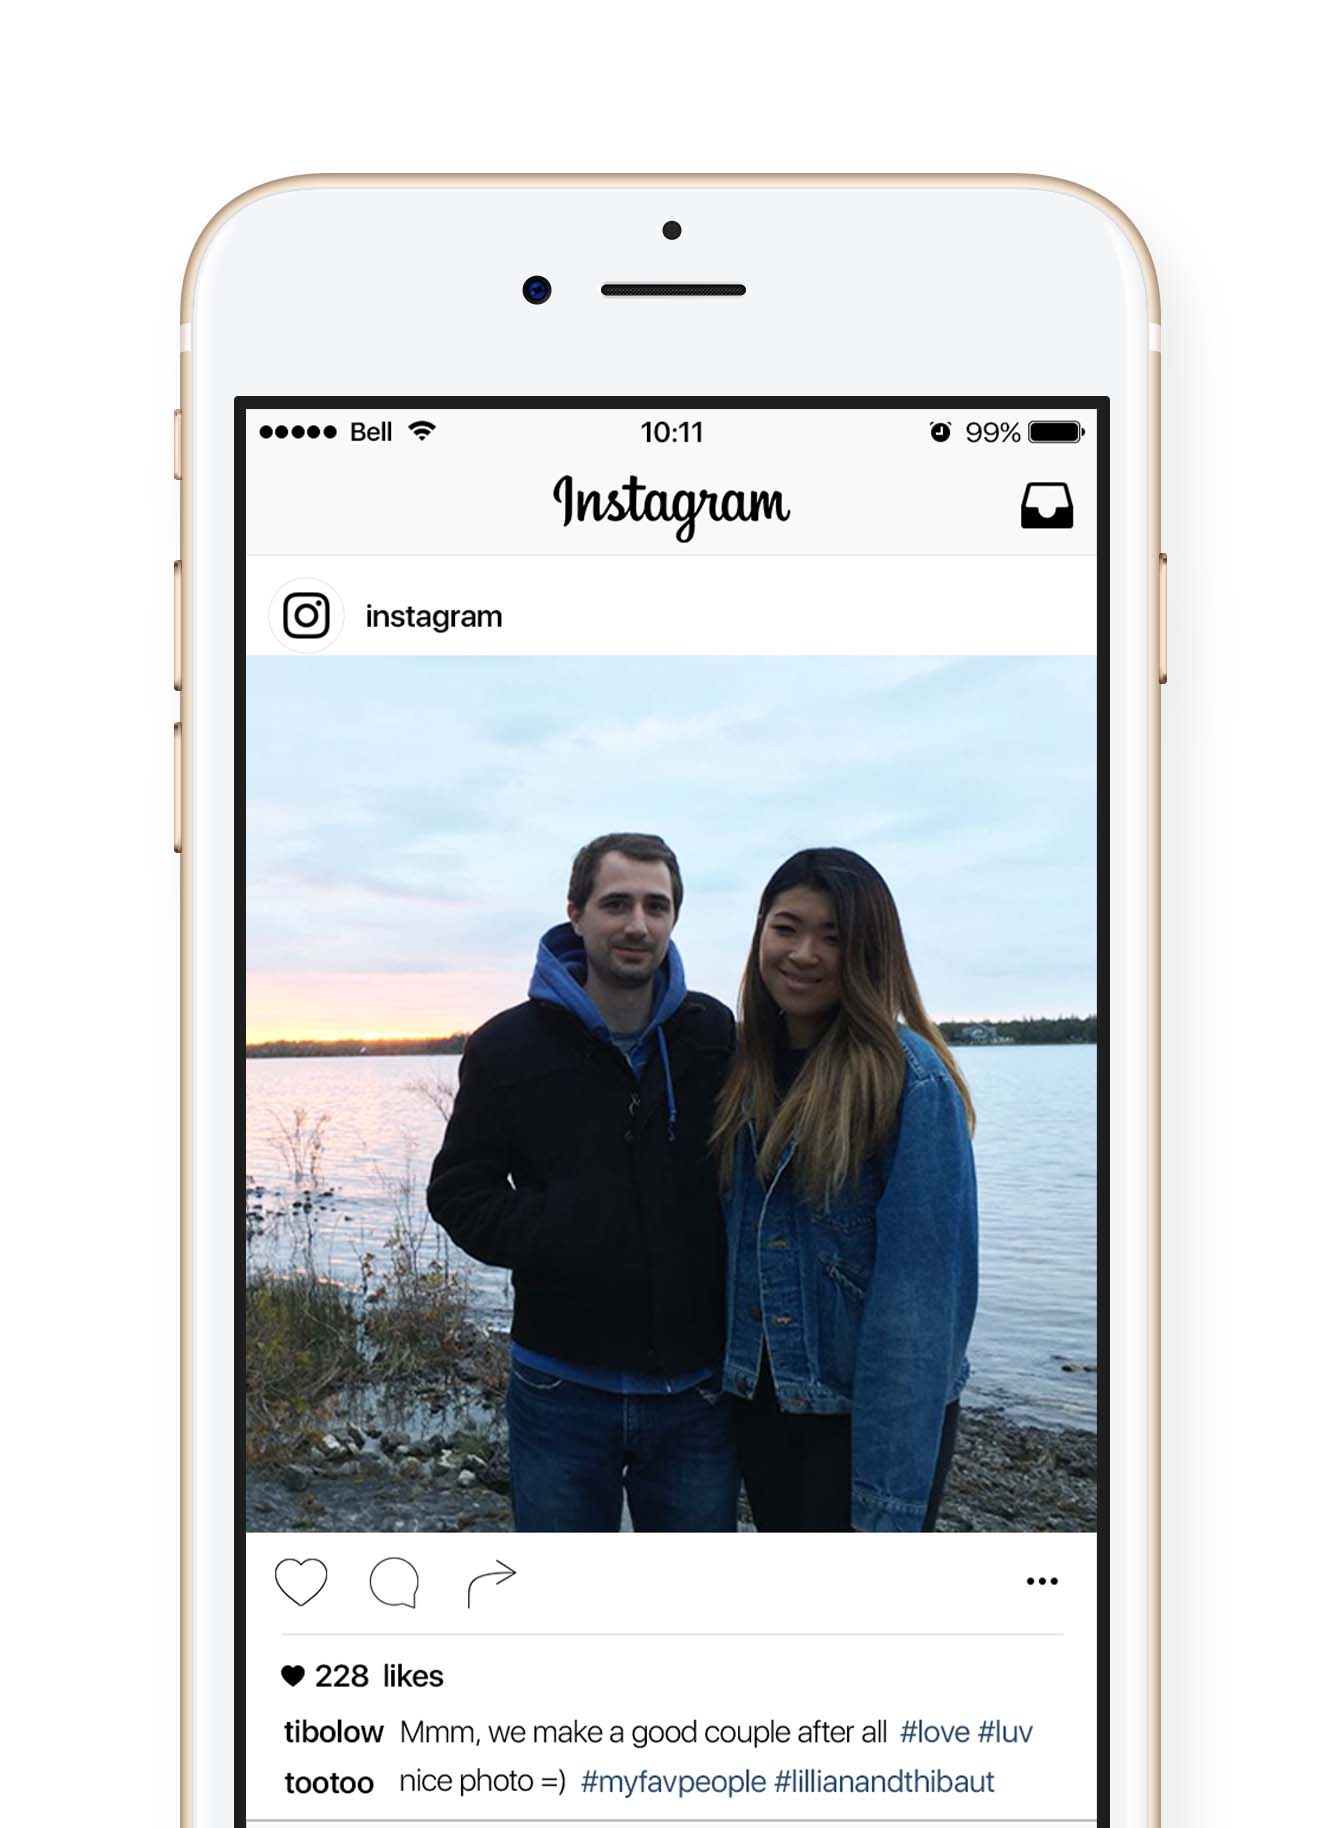 Bell 10:11 99%
Instagram
instagram
228 likes
tibolow Mmm, we make a good couple after all #love #luv
tootoo nice photo =) #myfavpeople #lillianandthibaut